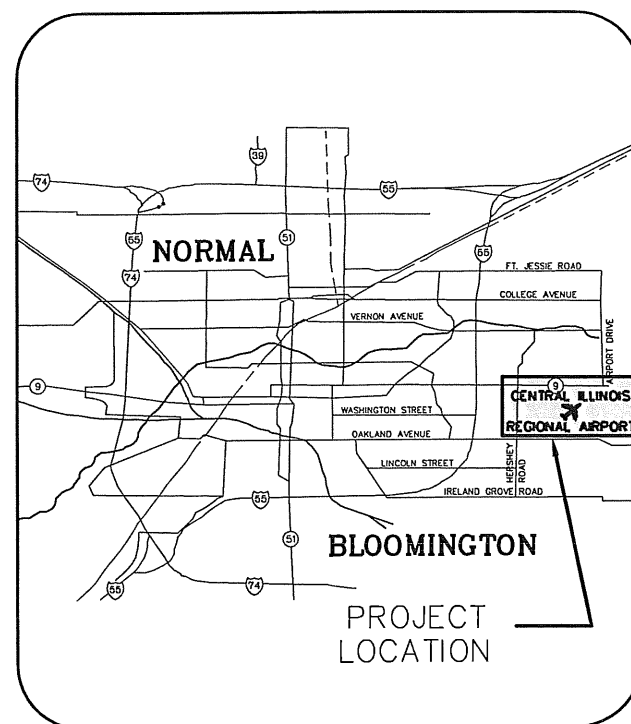 39
74
55
55
51
NORMAL
55
74
FT. JESSIE ROAD
COLLEGE AVENUE
VERNON AVENUE
AIRPORT DRIVE
9
9
CENTRAL ILLINOIS
REGIONAL AIRPORT
WASHINGTON STREET
OAKLAND AVENUE
HERSHEY
ROAD
LINCOLN STREET
IRELAND GROVE ROAD
55
51
BLOOMINGTON
55
74
PROJECT
LOCATION